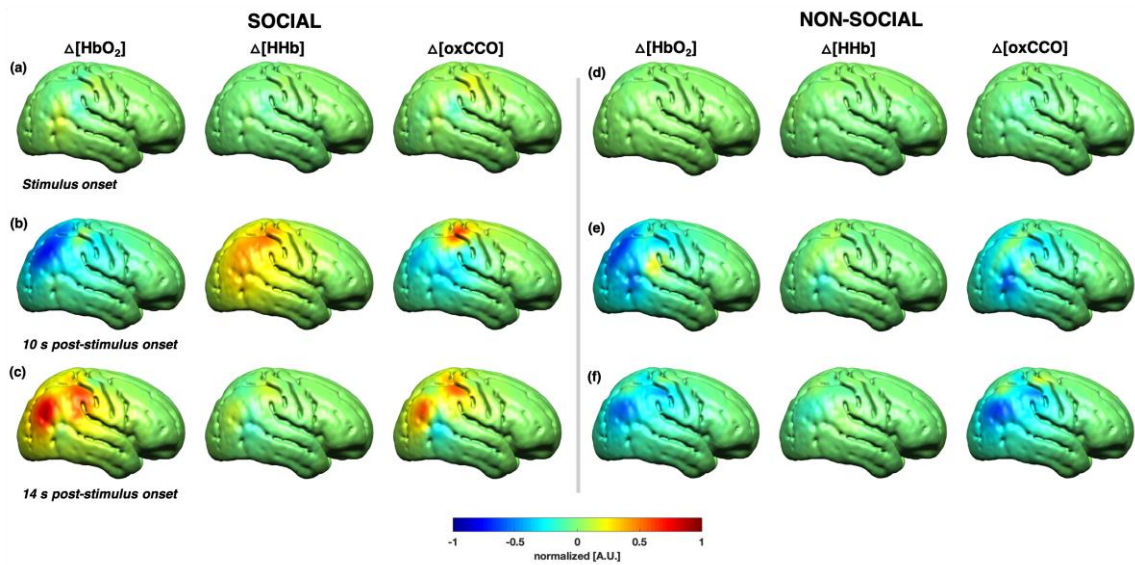 SOCIAL
NON-SOCIAL
△[HbO₂]
△[HHb]
△[oxCCO]
△[HbO₂]
△[HHb]
△[oxCCO]
(a)
(d)
Stimulus onset
(b)
(e)
10 s post-stimulus onset
(c)
(f)
14 s post-stimulus onset
-1
-0.5
0
0.5
1
normalized [A.U.]